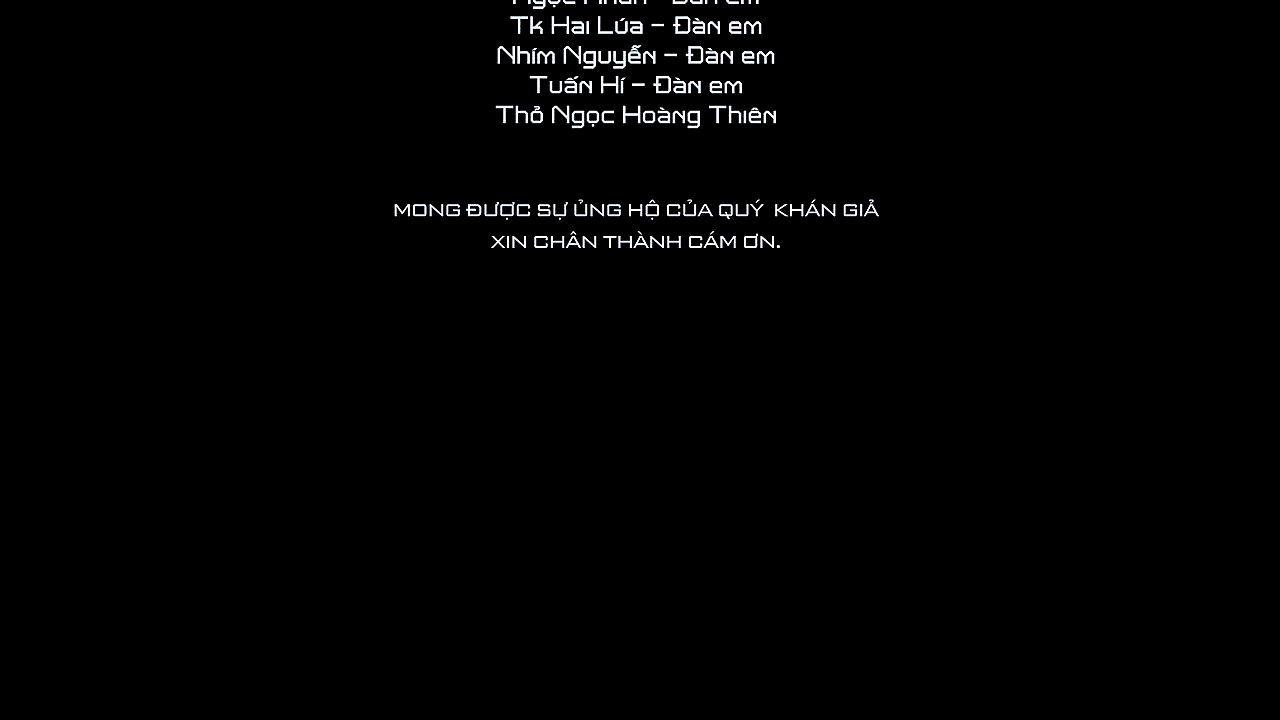 Tk Hai Lúa – Đàn em
Nhím Nguyễn – Đàn em
Tuấn Hí – Đàn em
Thỏ Ngọc Hoàng Thiên
MONG ĐƯỢC SỰ ỦNG HỘ CỦA QUÝ KHÁN GIẢ
XIN CHÂN THÀNH CÁM ƠN.